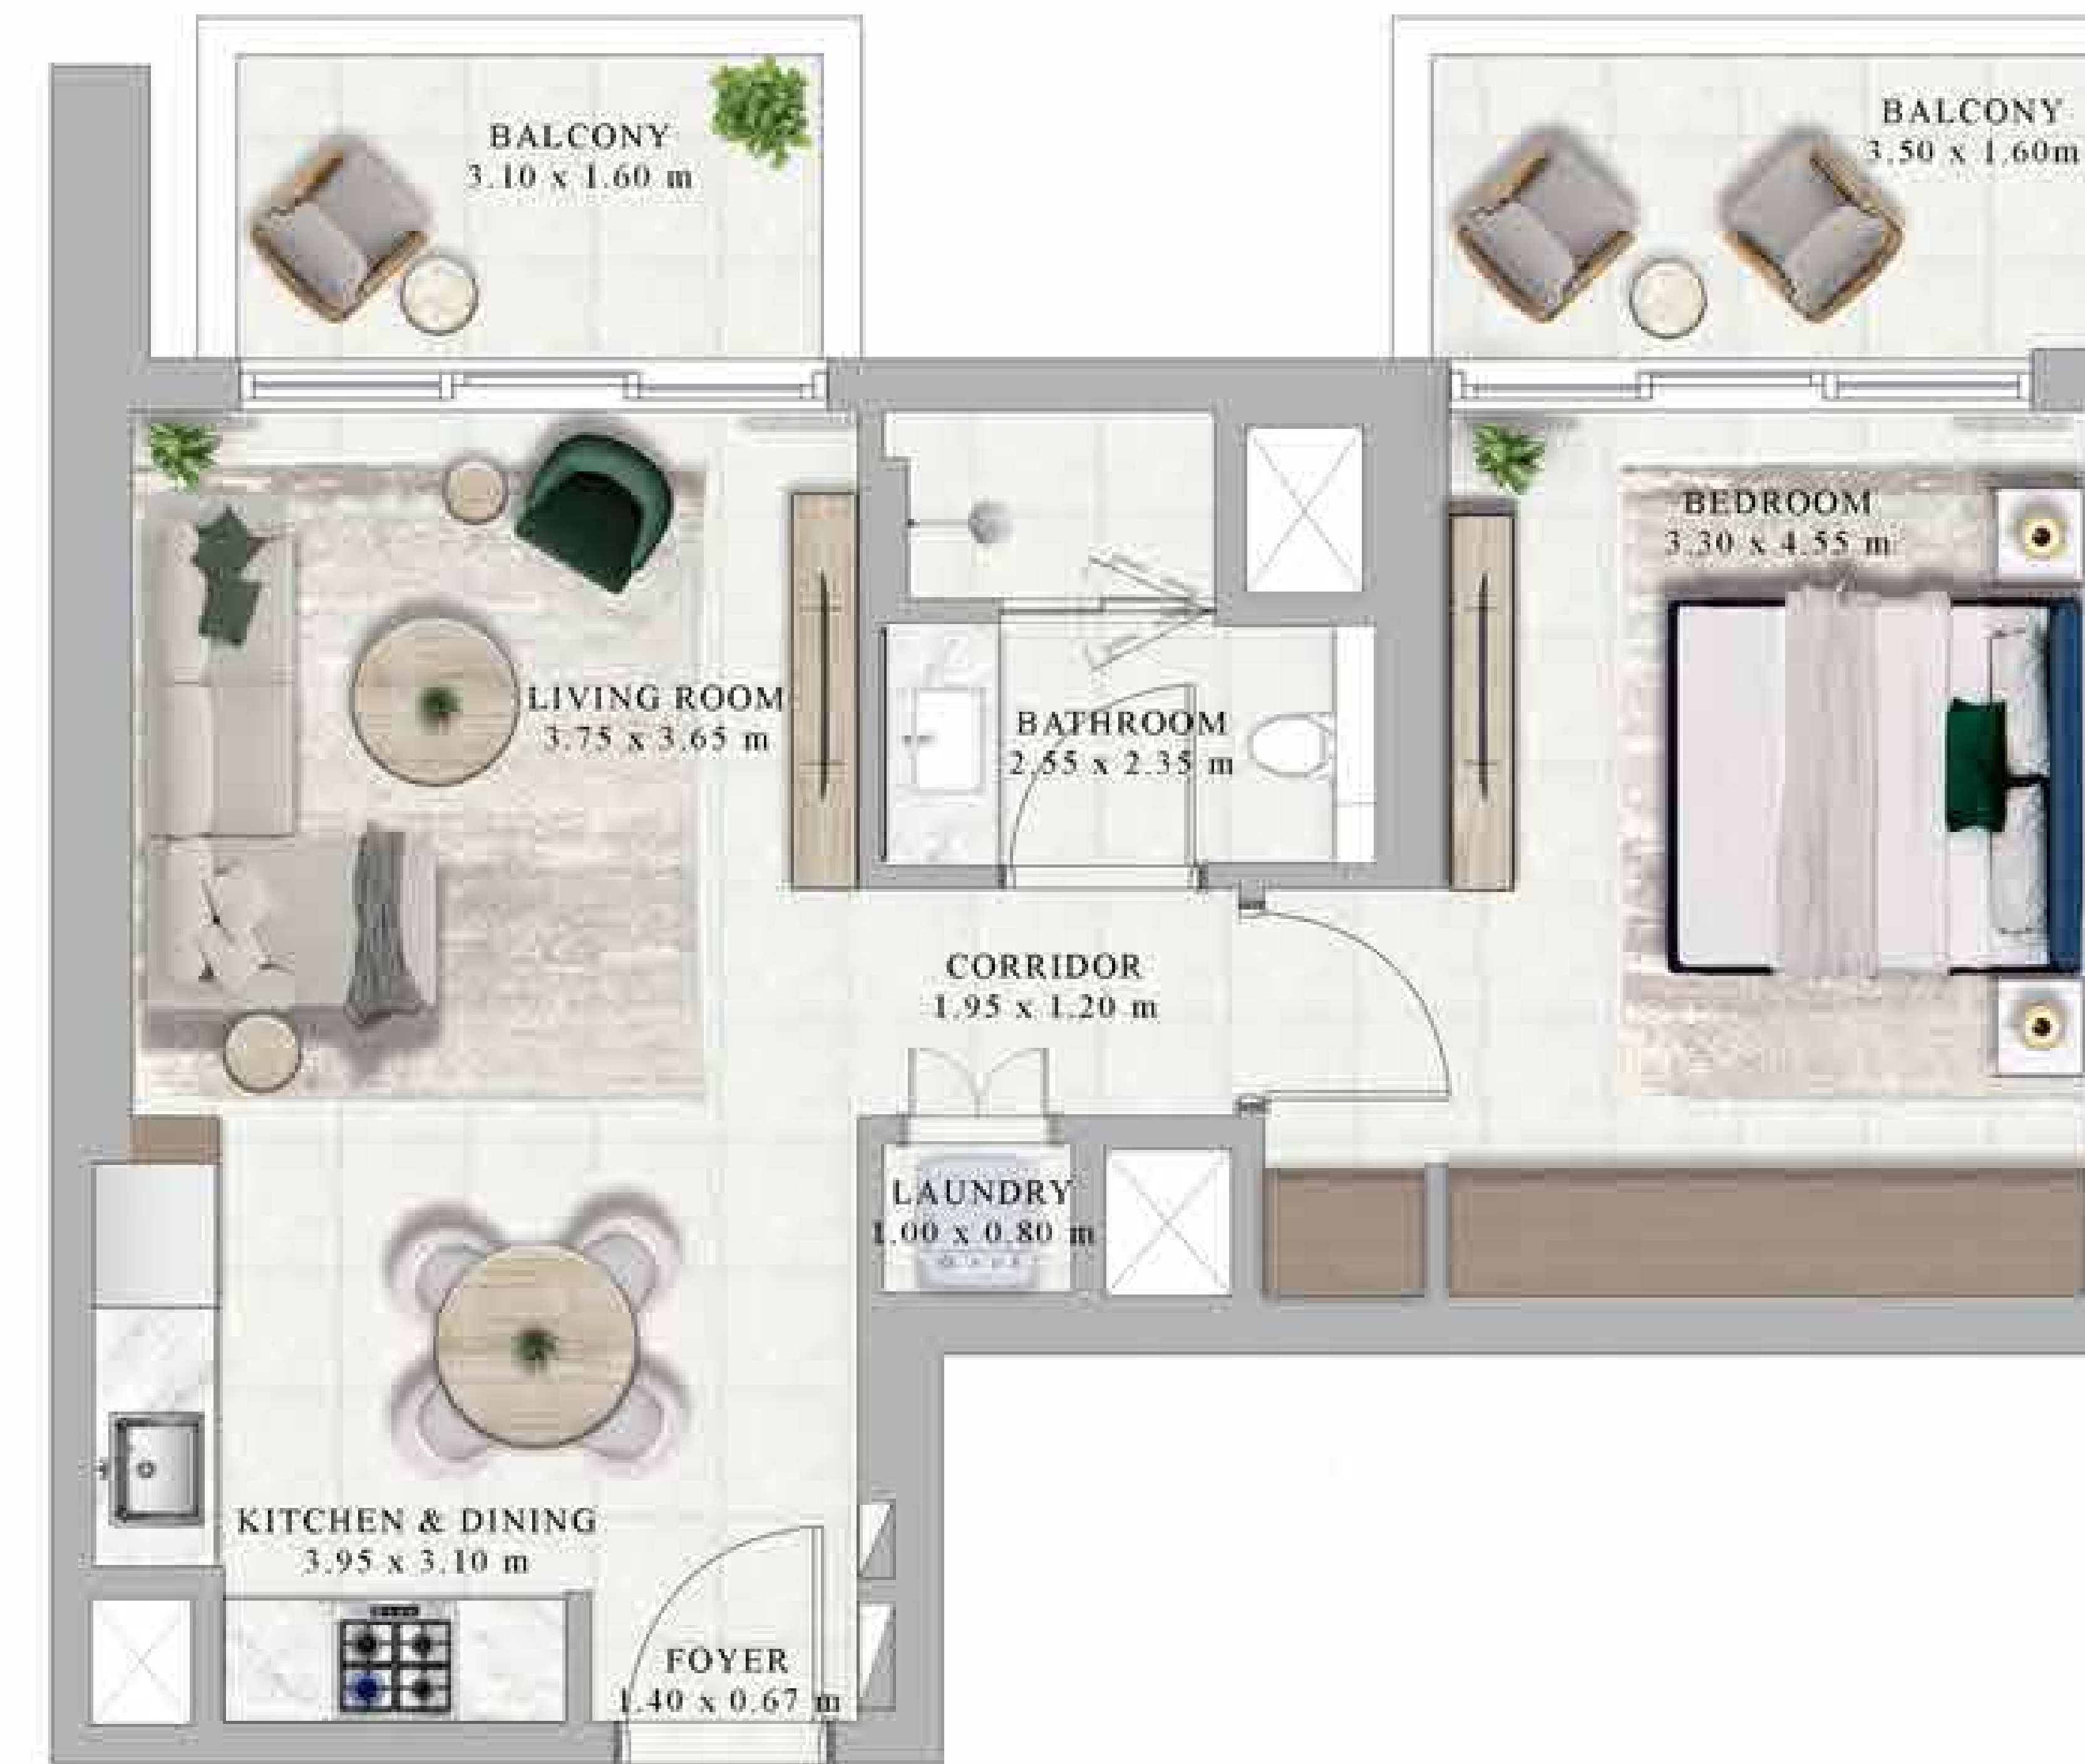 BALCONY
3.10 x 1.60 m
BALCONY
3.50 x 1.60m
BEDROOM
3.30 x 4.55 m
LIVING ROOM
3.75 x 3.65 m
BATHROOM
2.55 x 2.35 m
CORRIDOR
1.95 x 1.20 m
LAUNDRY
1.00 x 0.80 m
KITCHEN & DINING
3.95 x 3.10 m
FOYER
1.40 x 0.67 m